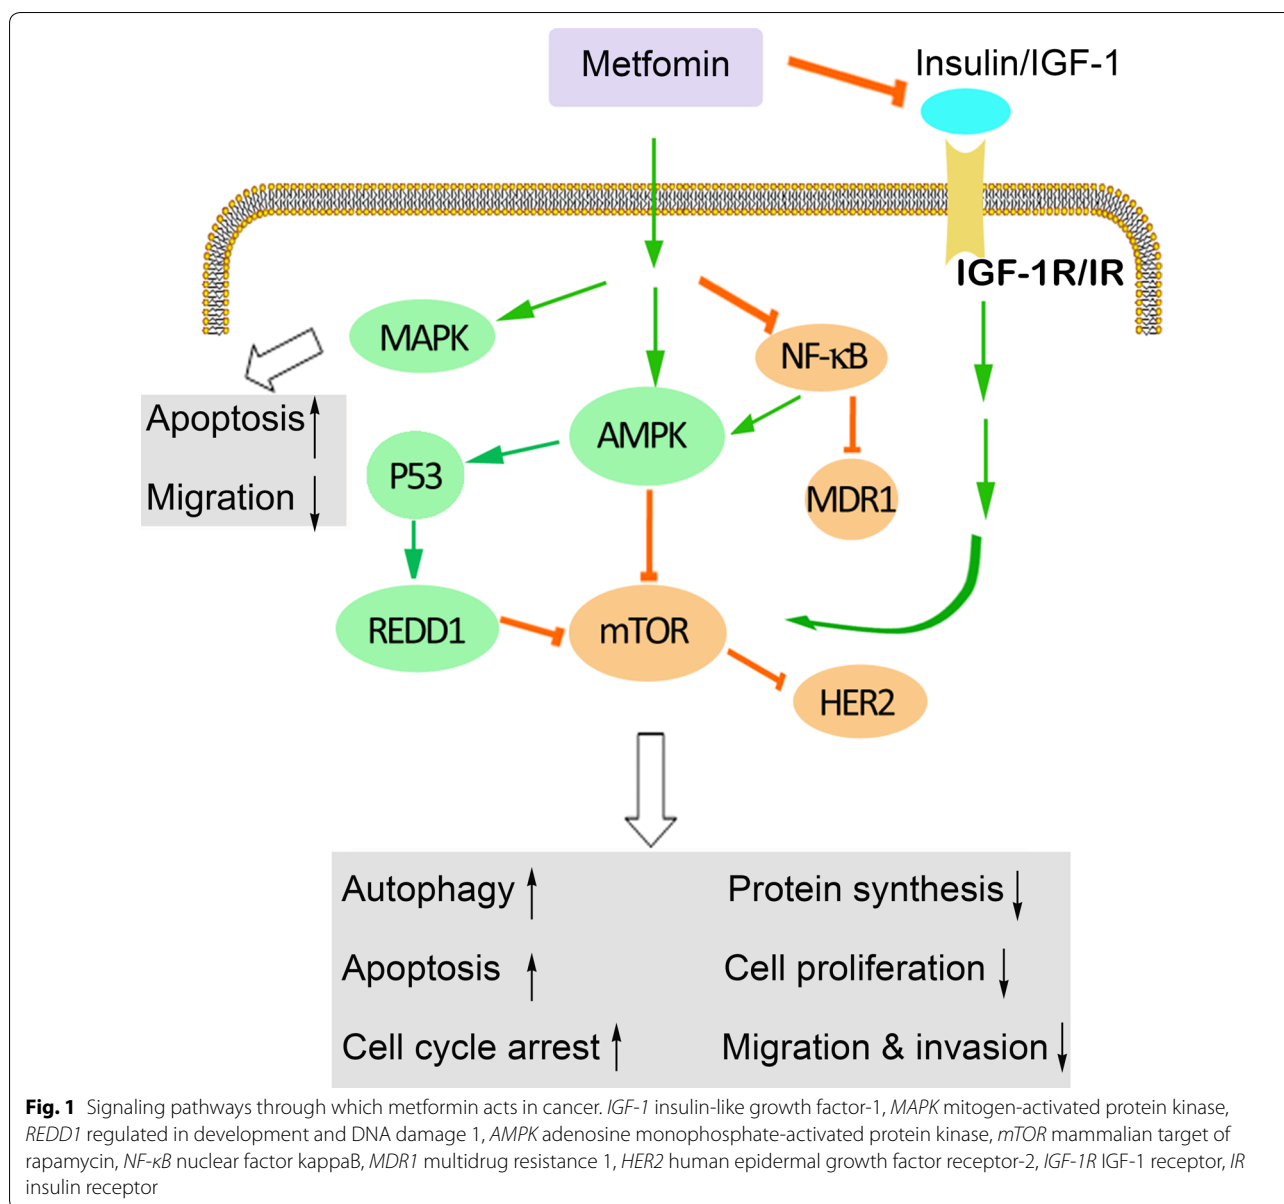 Metfomin
Insulin/IGF-1
IGF-1R/IR
MAPK
NF-κB
Apoptosis
AMPK
P53
Migration
MDR1
REDD1
mTOR
HER2
Autophagy
Protein synthesis
Apoptosis
Cell proliferation
Cell cycle arrest
Migration & invasion
Fig. 1 Signaling pathways through which metformin acts in cancer. IGF-1 insulin-like growth factor-1, MAPK mitogen-activated protein kinase,
REDD1 regulated in development and DNA damage 1, AMPK adenosine monophosphate-activated protein kinase, mTOR mammalian target of
rapamycin, NF-κB nuclear factor kappaB, MDR1 multidrug resistance 1, HER2 human epidermal growth factor receptor-2, IGF-1R IGF-1 receptor, IR
insulin receptor